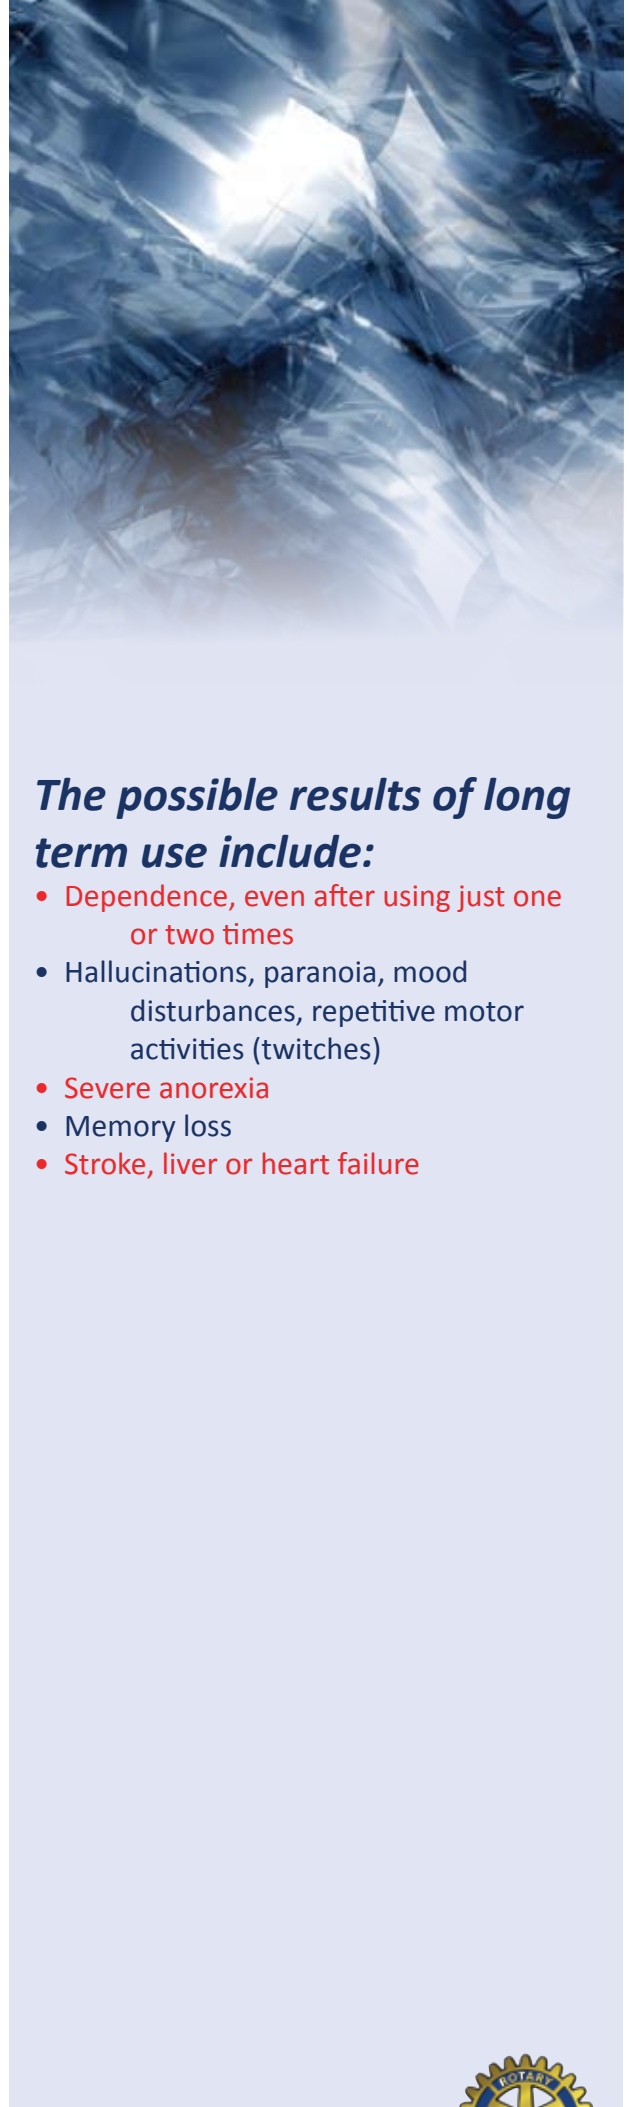 The possible results of long
term use include:
• Dependence, even after using just one
or two times
• Hallucinations, paranoia, mood
disturbances, repetitive motor
activities (twitches)
• Severe anorexia
• Memory loss
• Stroke, liver or heart failure
ROTARY